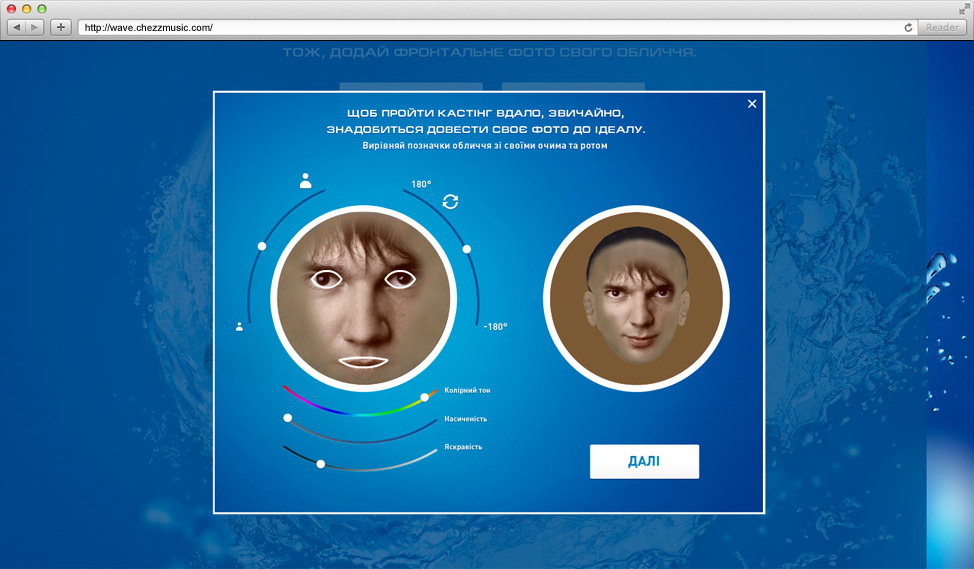 http://wave.chezzmusic.com/
Reader
ТОЖ, ДОДАЙ ФРОНТАЛЬНЕ ФОТО СВОГО ОБЛИЧЧЯ.
ЩОБ ПРОЙТИ КАСТІНГ ВДАЛО, ЗВИЧАЙНО,
ЗНАДОБИТЬСЯ ДОВЕСТИ СВОЄ ФОТО ДО ІДЕАЛУ.
Вирівняй позначки обличчя зі своїми очима та ротом
180°
-180°
Колірний тон
Насиченість
Яскравість
ДАЛІ